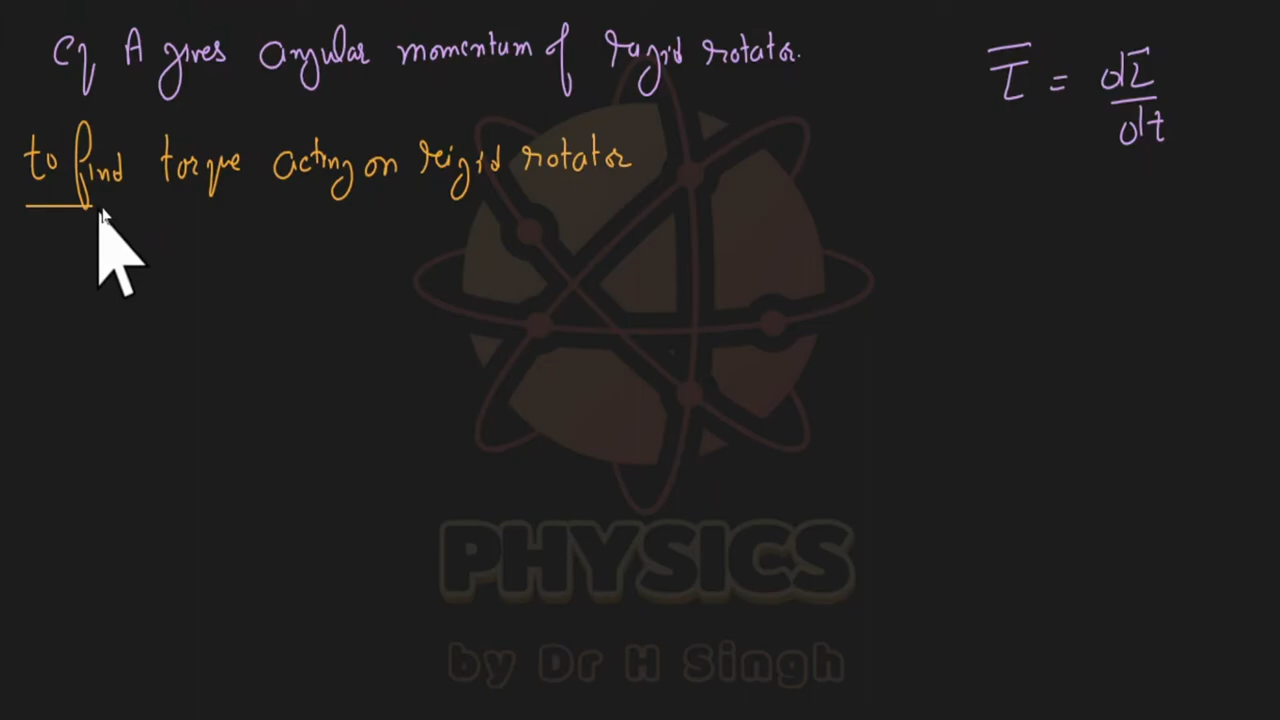 Eq A gives angular momentum of rigid rotator.
τ̄ = dL̄/dt
to find torque acting on reigid rotator
PHYSICS
by Dr H Singh